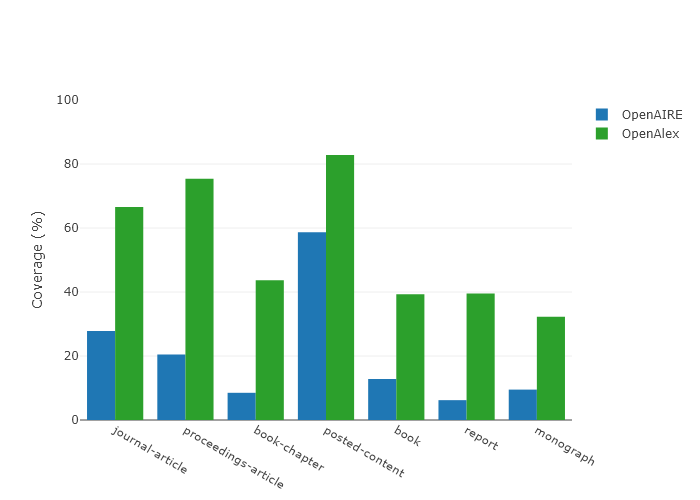 100
80
60
40
20
0
Coverage (%)
journal-article
proceedings-article
book-chapter
posted-content
book
report
monograph
OpenAIRE
OpenAlex